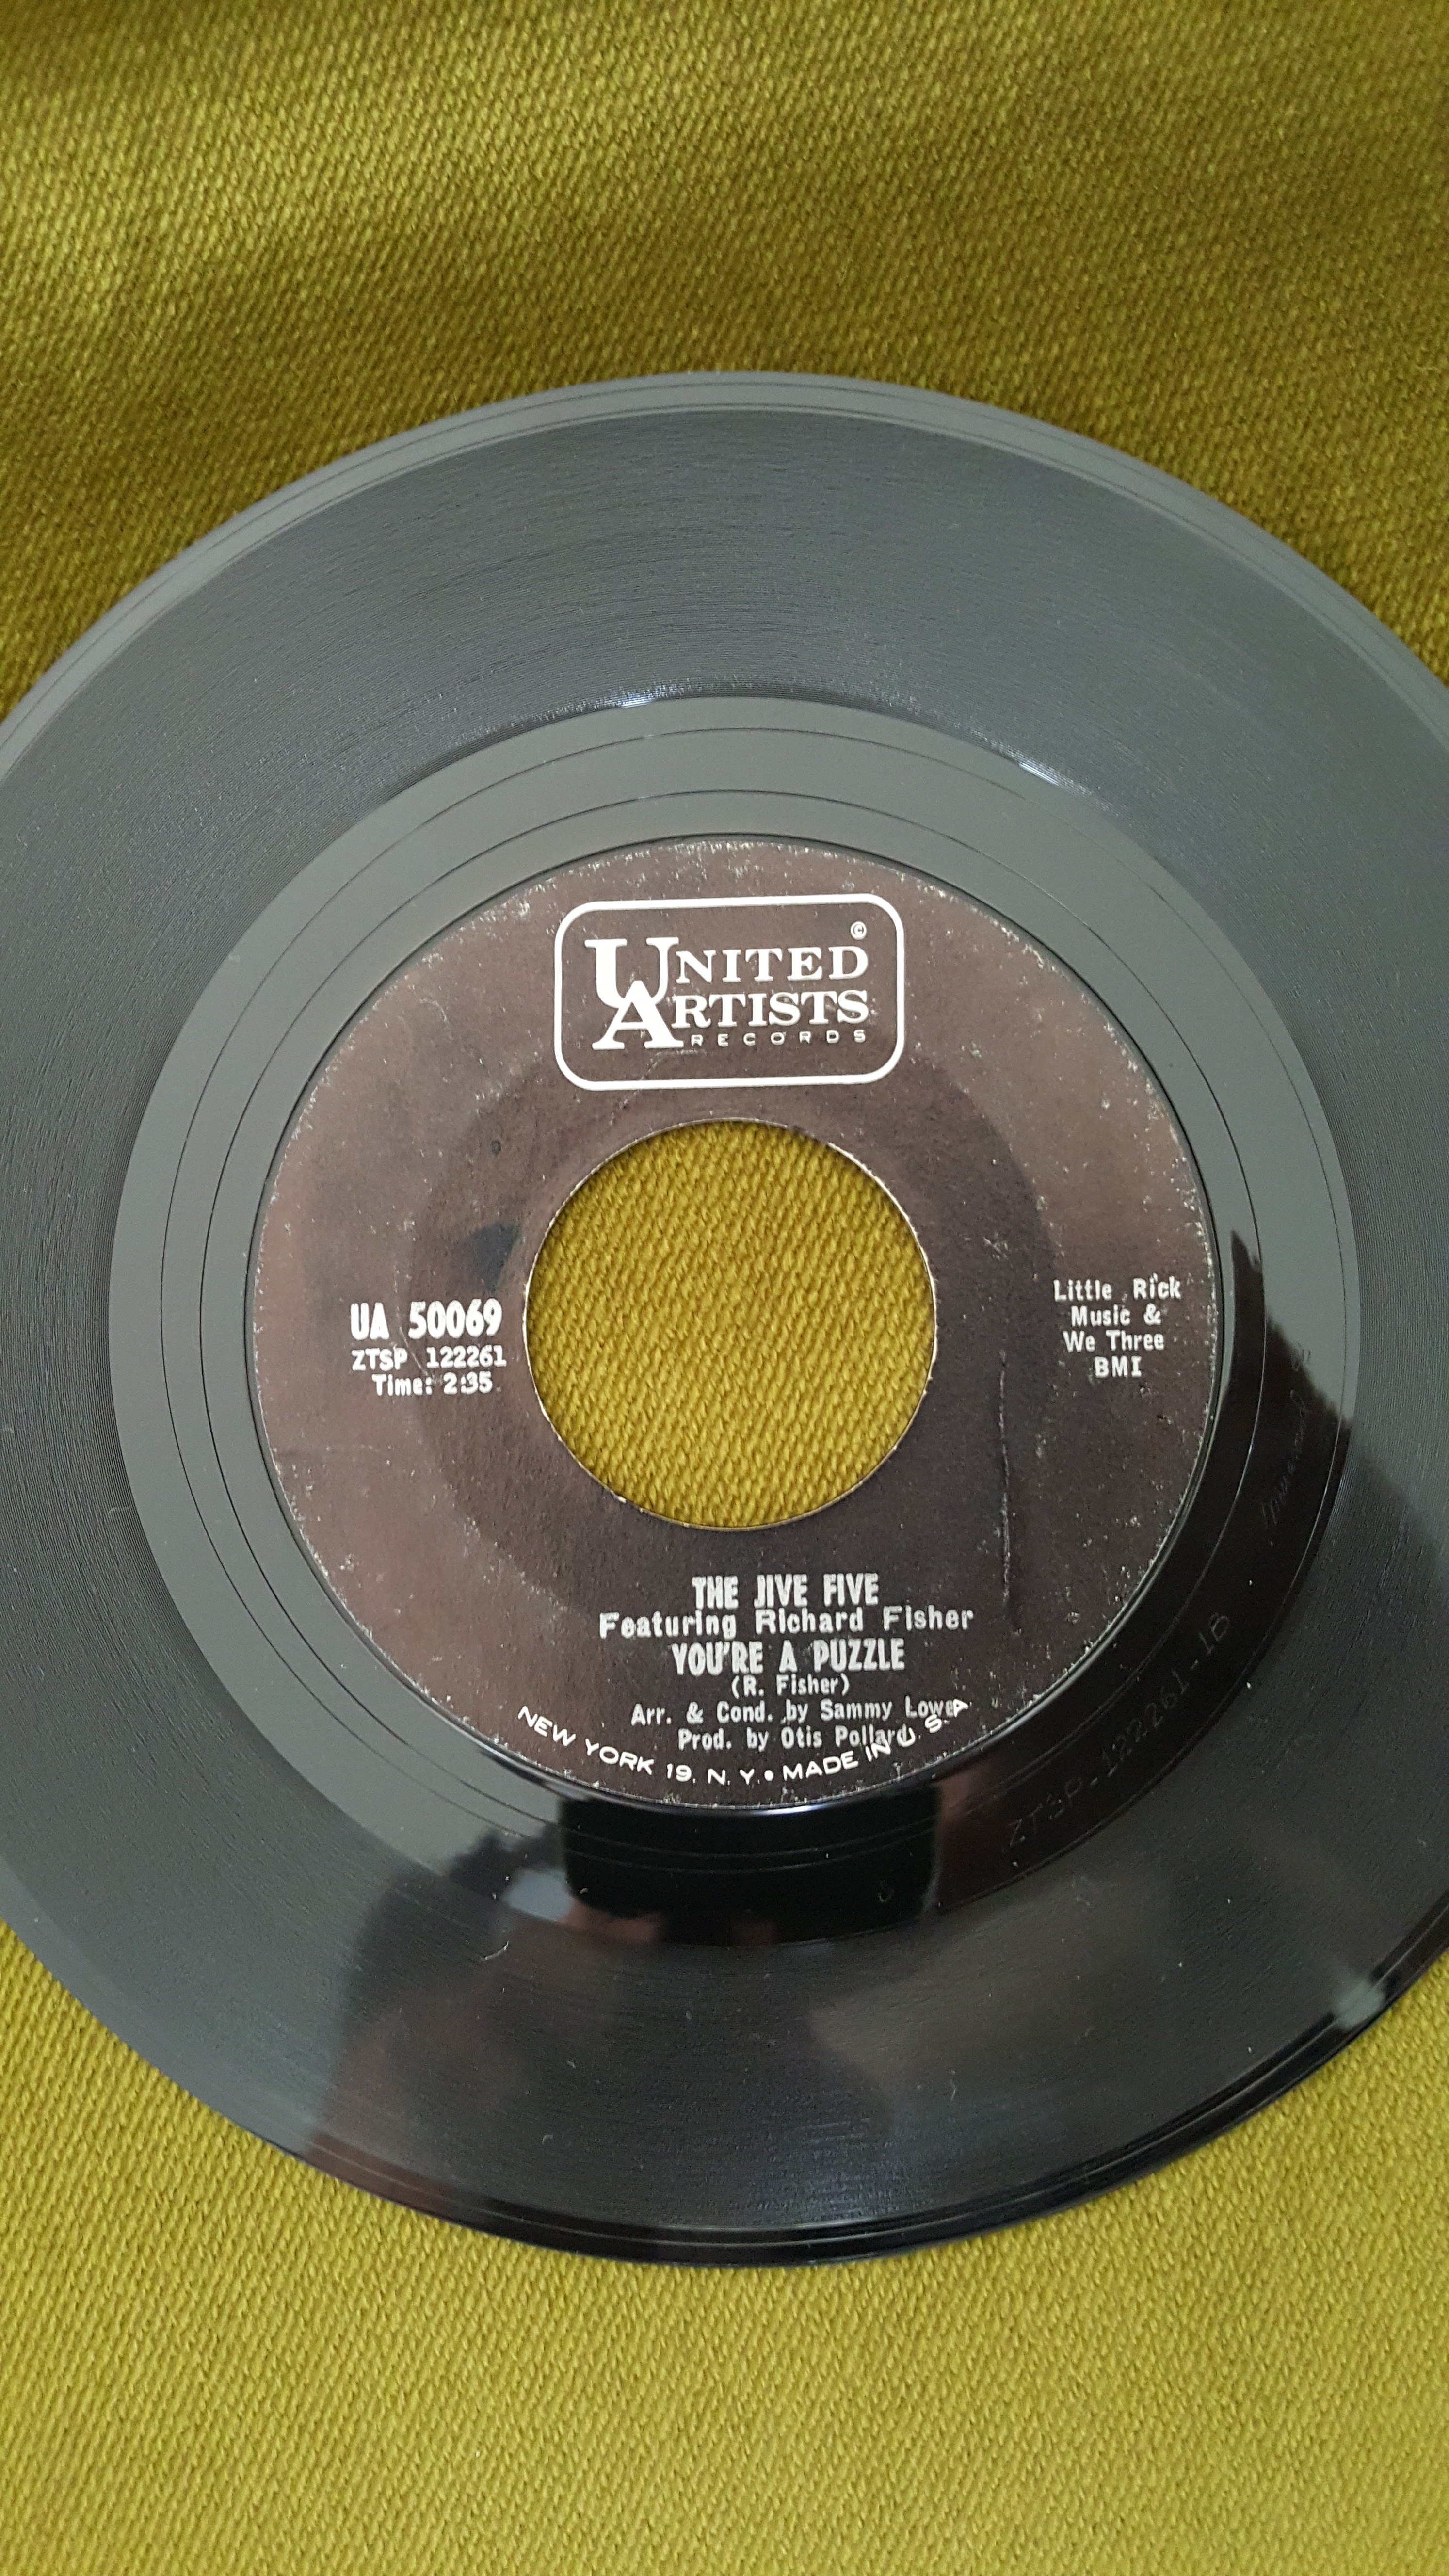 UNITED ©
ARTISTS
RECORDS
UA 50069
ZTSP 122261
Time: 2:35
Little Rick
Music &
We Three
BMI
THE JIVE FIVE
Featuring Richard Fisher
YOU'RE A PUZZLE
(R. Fisher)
Arr. & Cond. by Sammy Lowe
Prod. by Otis Pollard
NEW YORK 19, N. Y. • MADE IN U. S. A
ZTSP-122261-1B